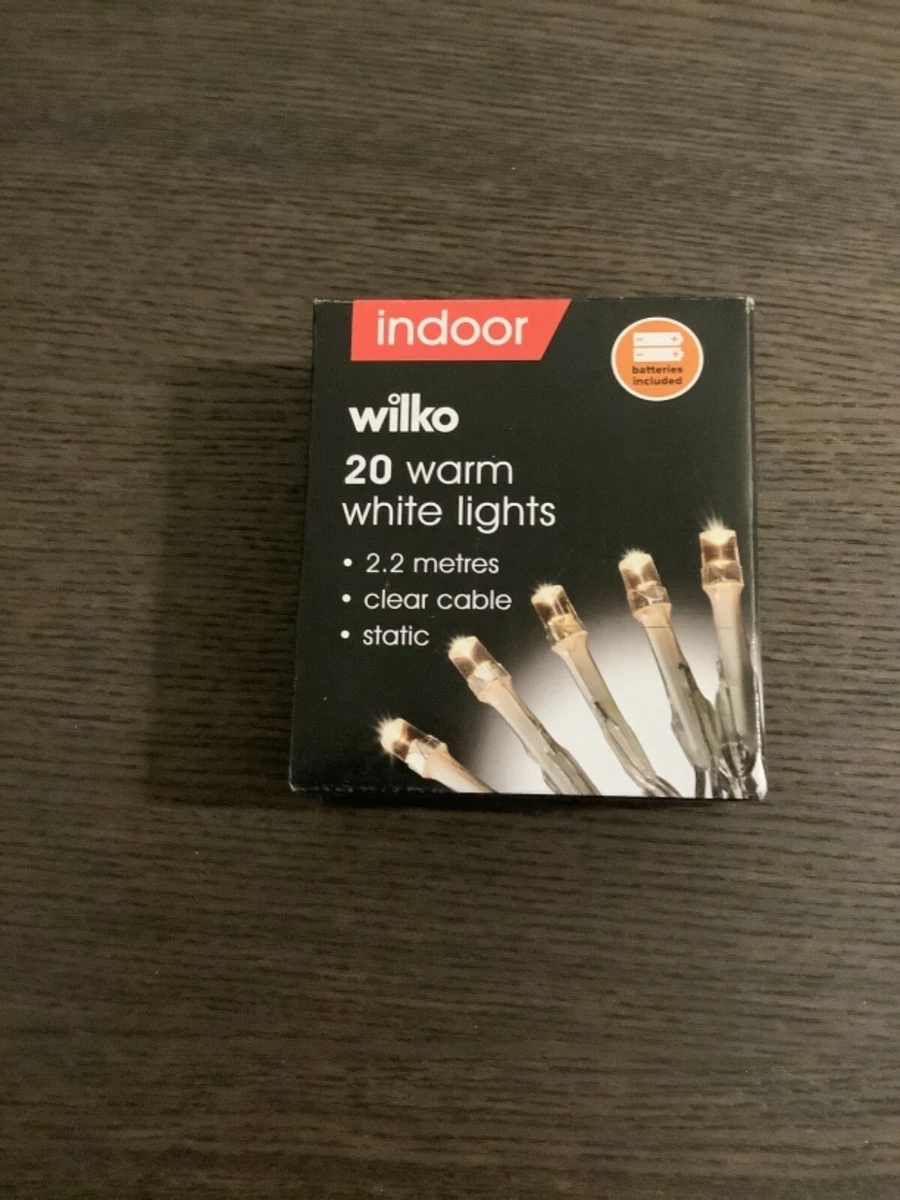 indoor
batteries
included
wilko
20 warm
white lights
• 2.2 metres
• clear cable
• static